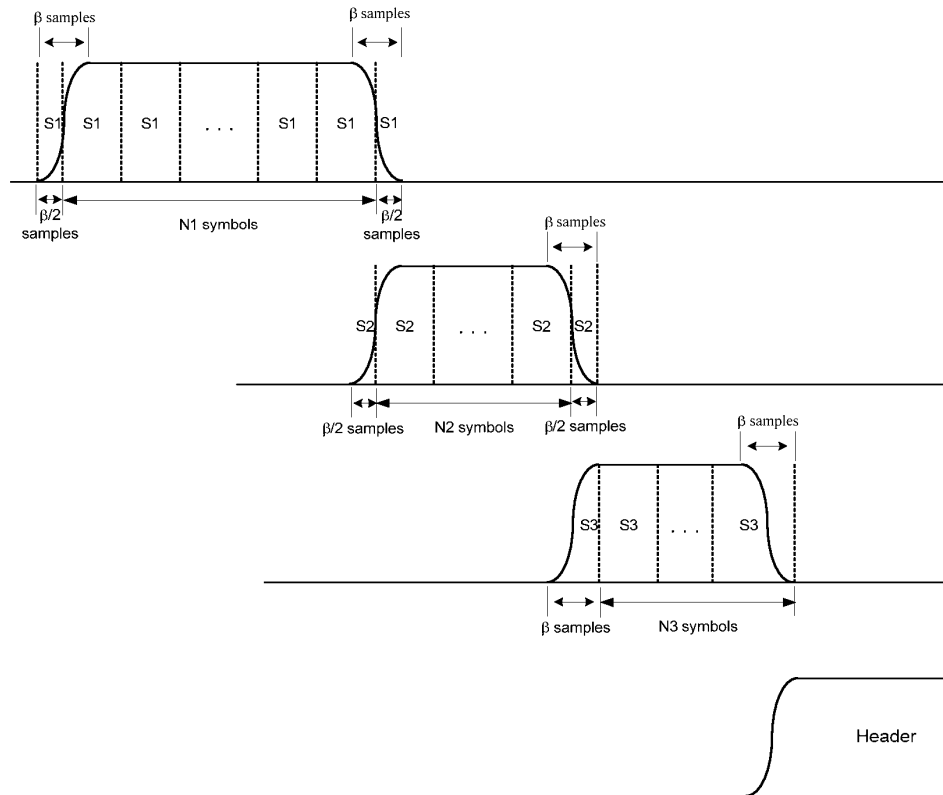 β samples β samples
S1 S1 S1 . . . S1 S1 S1
β/2 samples N1 symbols β/2 samples
β samples
S2 S2 . . . S2 S2
β/2 samples N2 symbols β/2 samples
β samples
S3 S3 . . . S3
β samples N3 symbols
Header